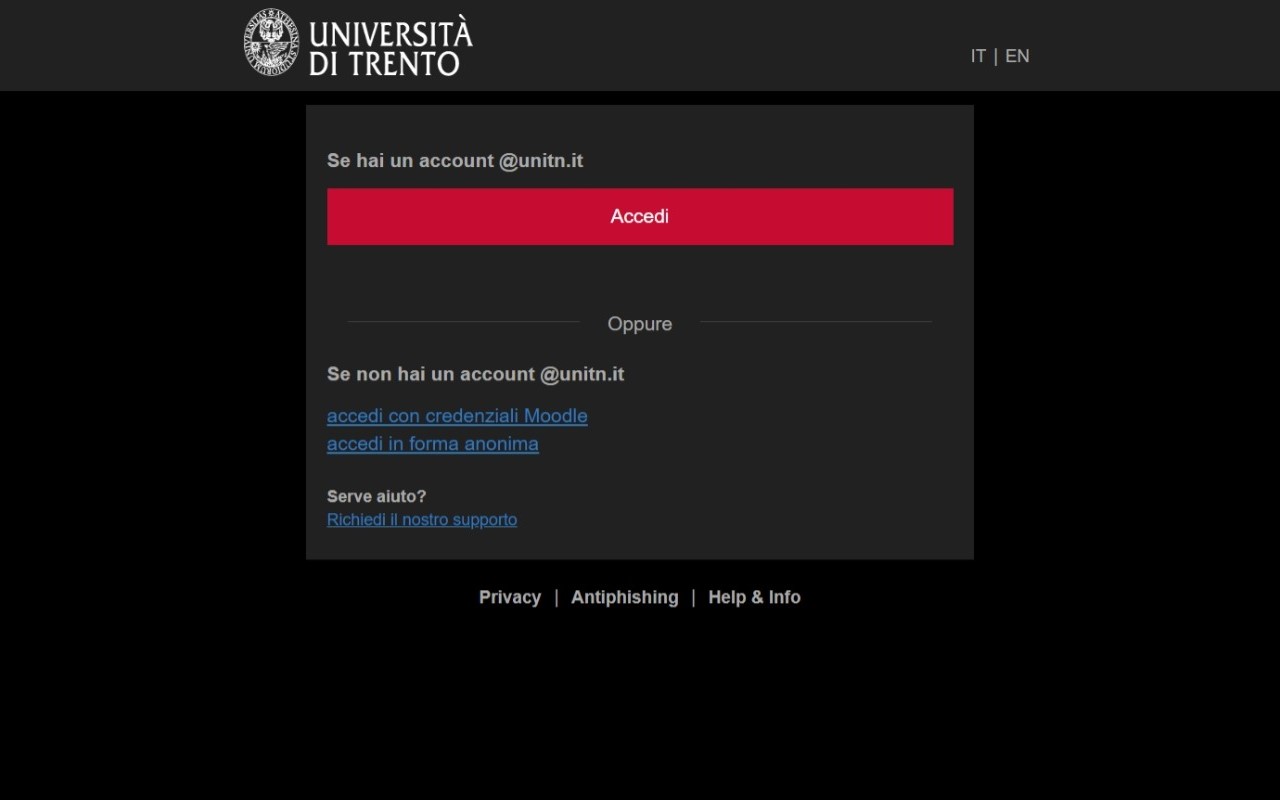 UNIVERSITÀ
DI TRENTO
IT | EN
Se hai un account @unitn.it
Accedi
Oppure
Se non hai un account @unitn.it
accedi con credenziali Moodle
accedi in forma anonima
Serve aiuto?
Richiedi il nostro supporto
Privacy | Antiphishing | Help & Info